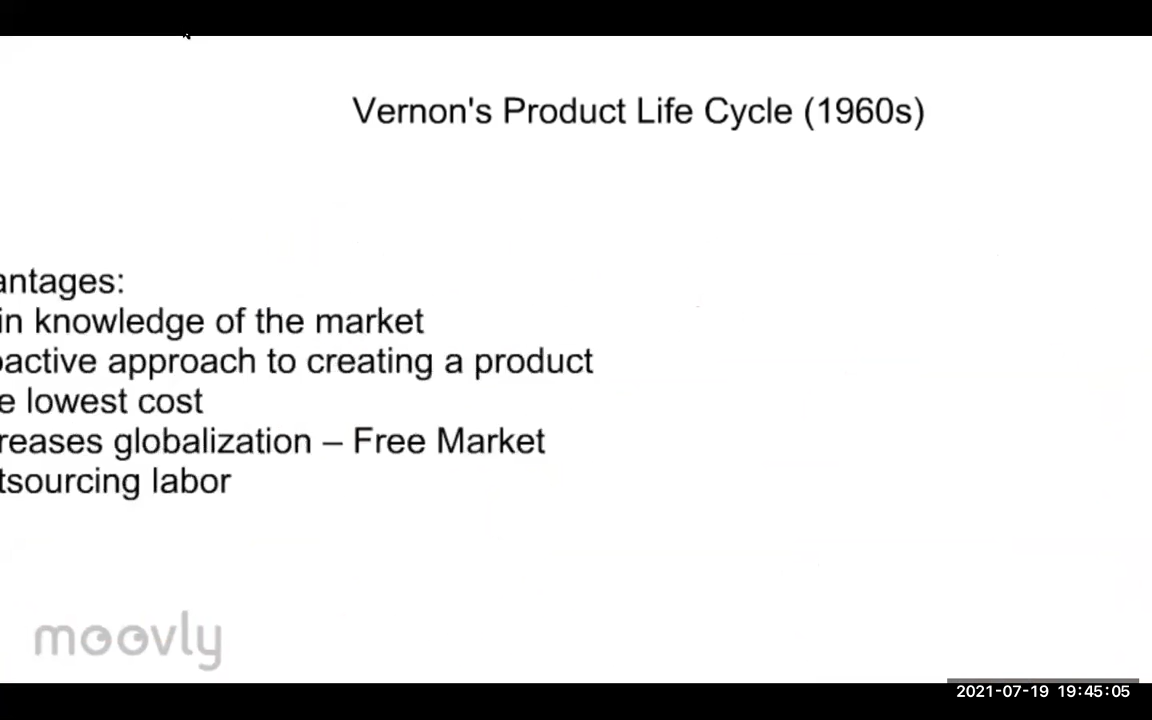 Vernon's Product Life Cycle (1960s)
antages:
in knowledge of the market
oactive approach to creating a product
e lowest cost
reases globalization – Free Market
tsourcing labor
moovly
2021-07-19 19:45:05